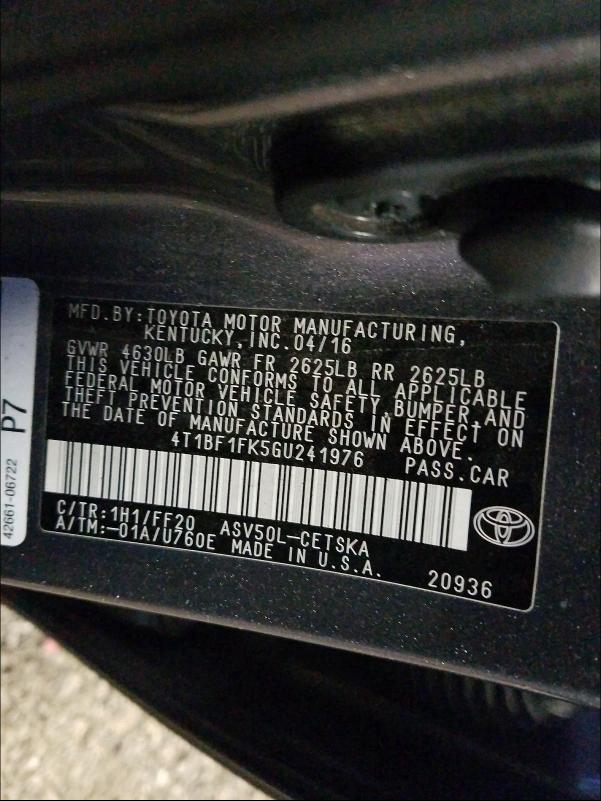 MFD.BY:TOYOTA MOTOR MANUFACTURING,
KENTUCKY,INC.04/16
GVWR 4630LB GAWR FR 2625LB RR 2625LB
THIS VEHICLE CONFORMS TO ALL APPLICABLE
FEDERAL MOTOR VEHICLE SAFETY,BUMPER,AND
THEFT PREVENTION STANDARDS IN EFFECT ON
THE DATE OF MANUFACTURE SHOWN ABOVE.
4T1BF1FK5GU241976 PASS.CAR
C/TR:1H1/FF20 ASV50L-CETSKA
A/TM:-01A/U760E MADE IN U.S.A.
20936
P7
42661-06722